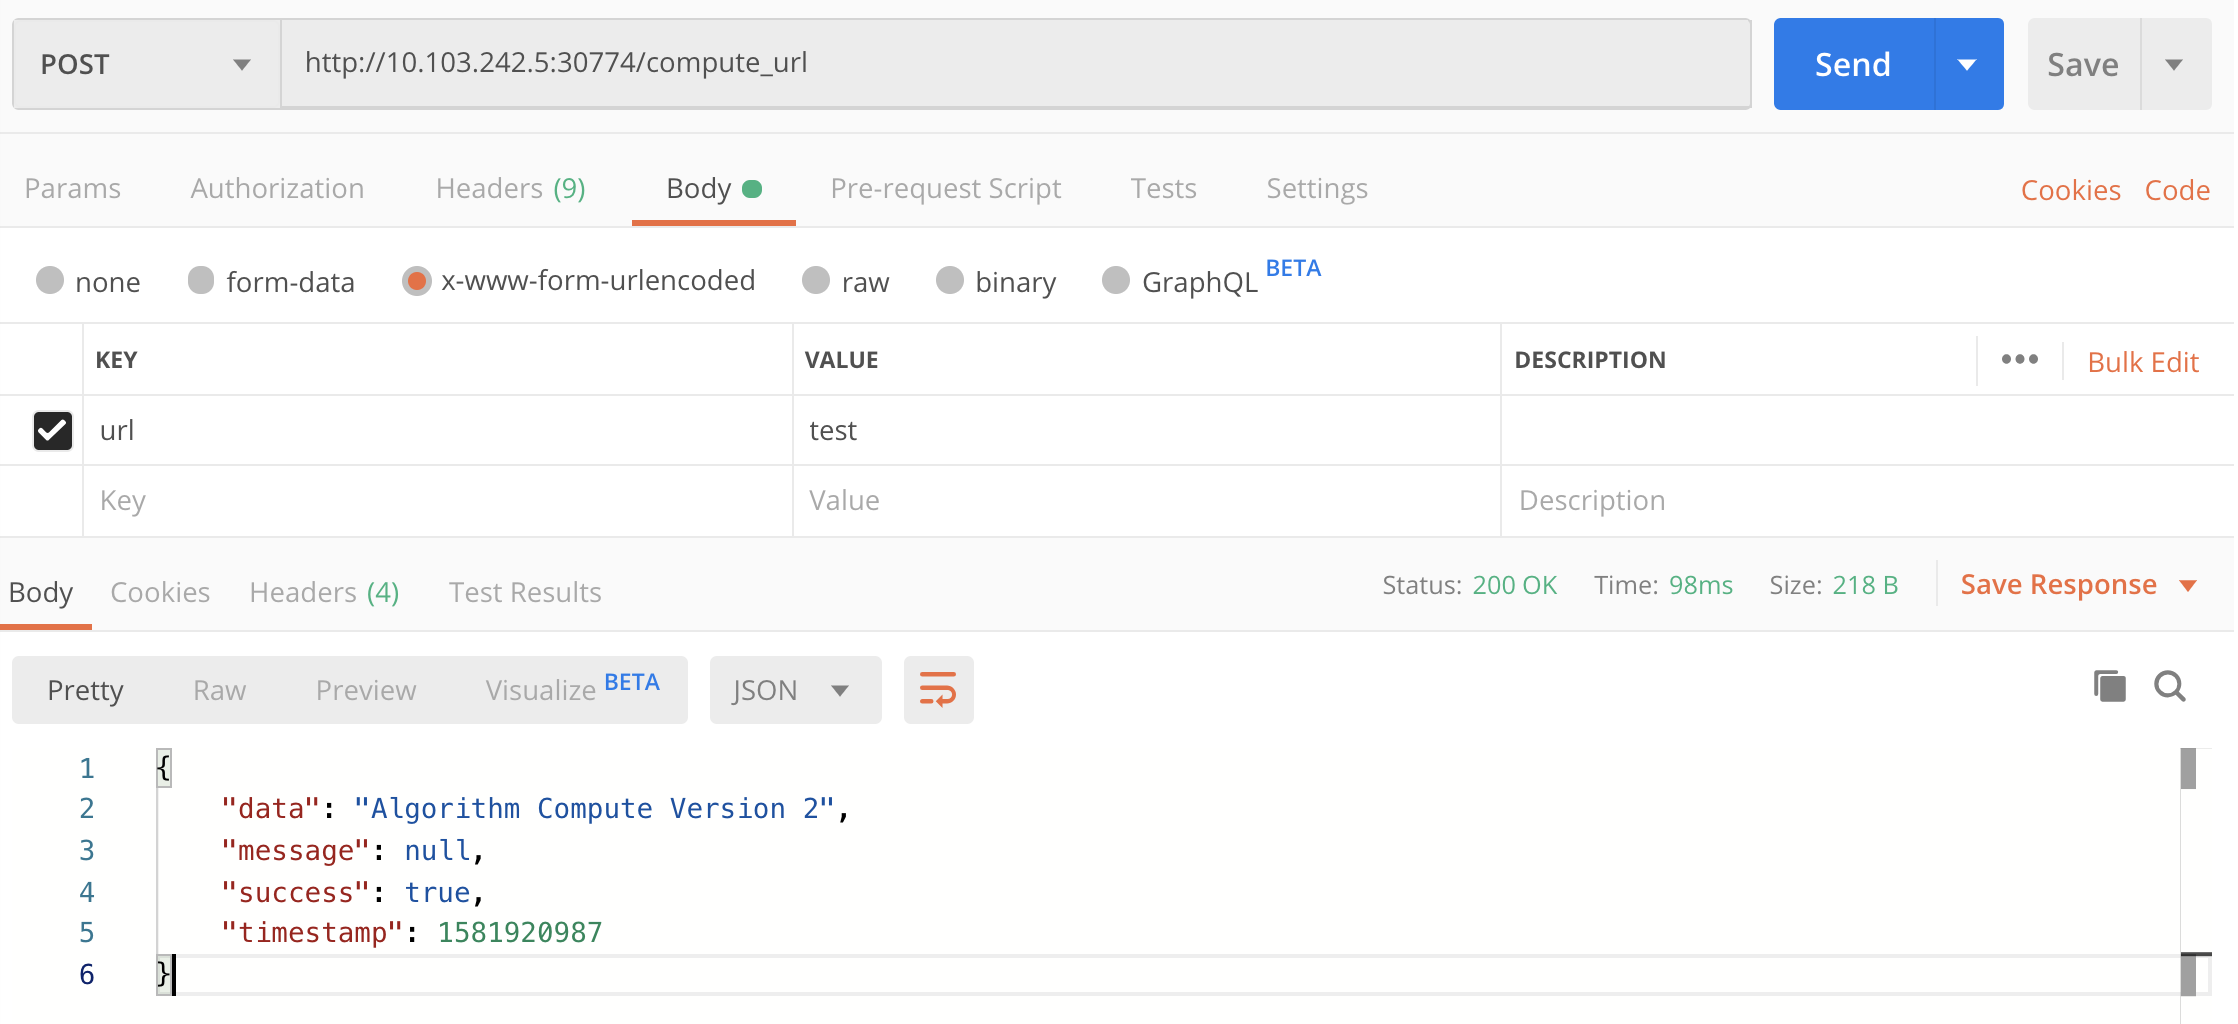 POST http://10.103.242.5:30774/compute_url Send Save
Params Authorization Headers (9) Body Pre-request Script Tests Settings Cookies Code
none form-data x-www-form-urlencoded raw binary GraphQL BETA
KEY VALUE DESCRIPTION ••• Bulk Edit
url test
Key Value Description
Body Cookies Headers (4) Test Results Status: 200 OK Time: 98ms Size: 218 B Save Response
Pretty Raw Preview Visualize BETA JSON
1 {
2 "data": "Algorithm Compute Version 2",
3 "message": null,
4 "success": true,
5 "timestamp": 1581920987
6 }